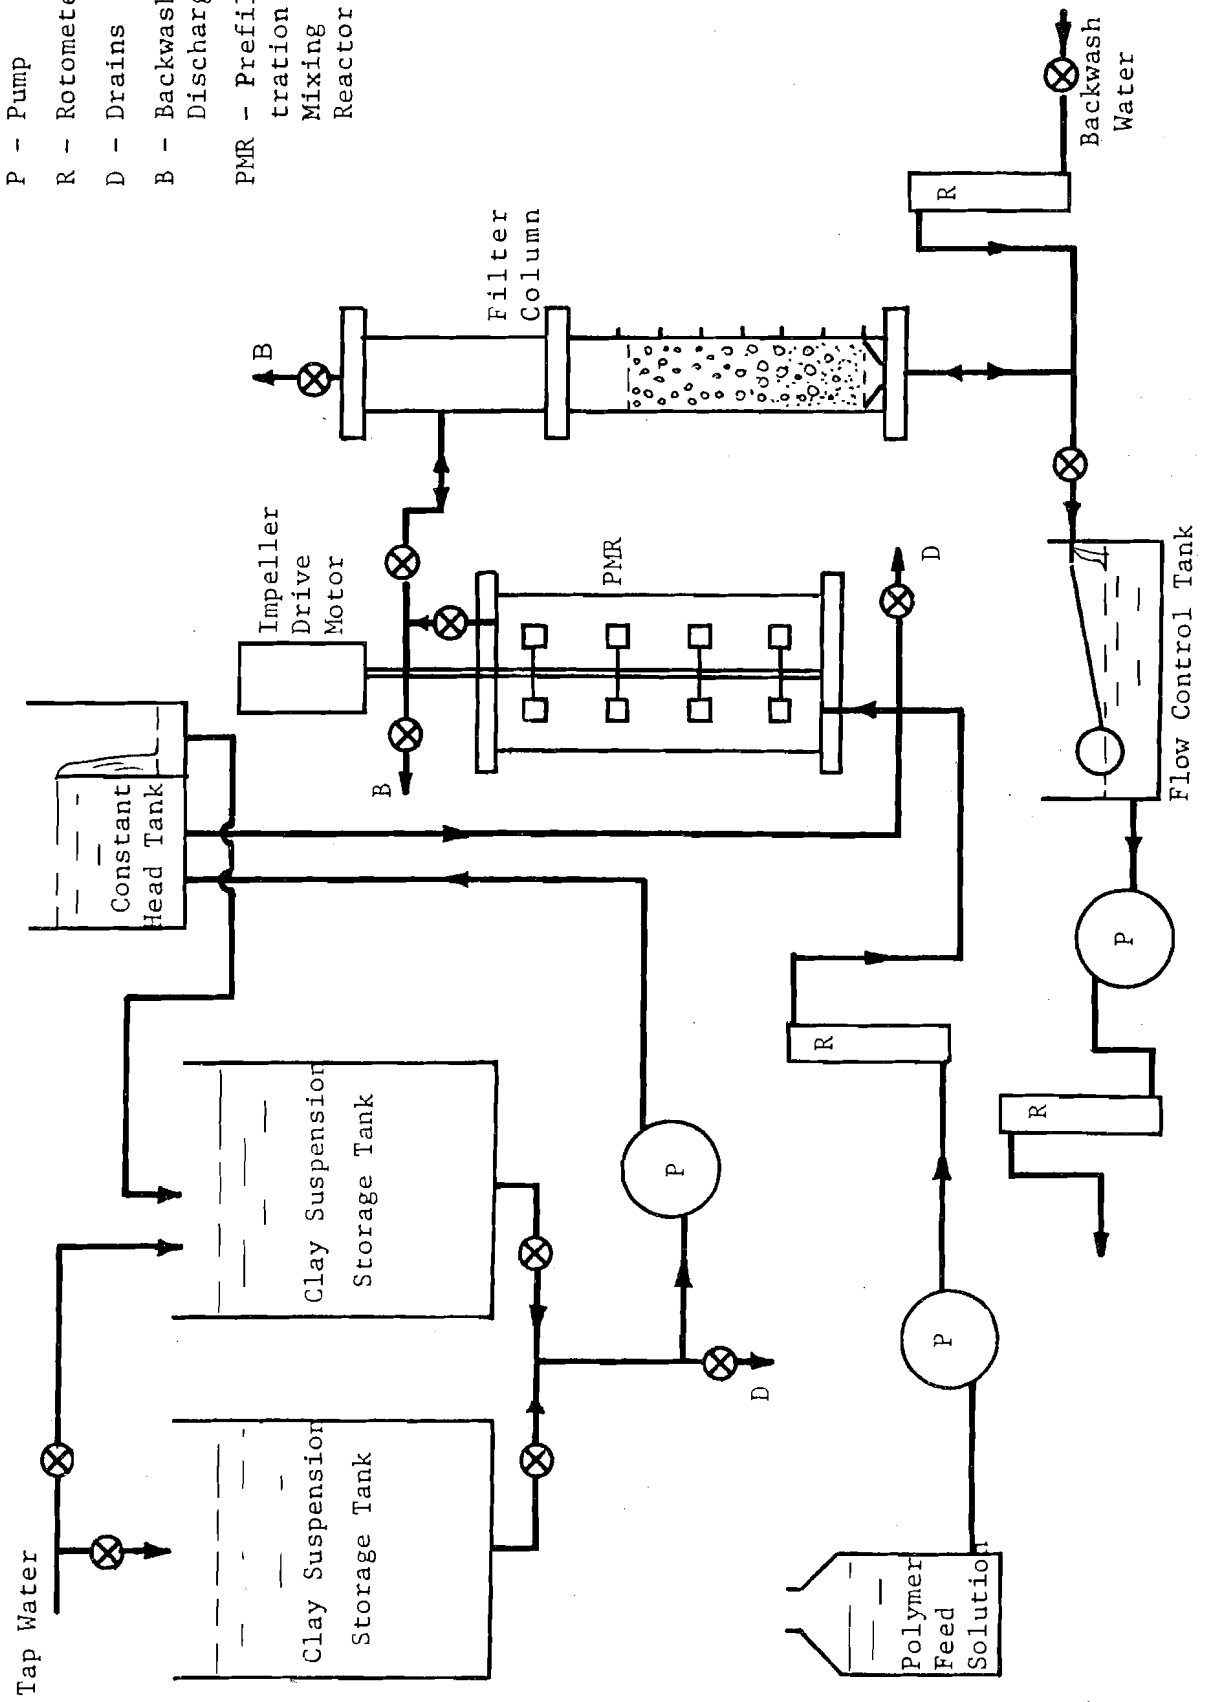 P - Pump
R - Rotomete
D - Drains
B - Backwash
Discharg
PMR - Prefil
tration
Mixing
Reactor
Tap Water
Clay Suspension
Storage Tank
Clay Suspension
Storage Tank
Constant
Head Tank
Impeller
Drive
Motor
B
B
Filter
Column
PMR
D
D
P
R
P
Polymer
Feed
Solution
R
Backwash
Water
Flow Control Tank
P
R